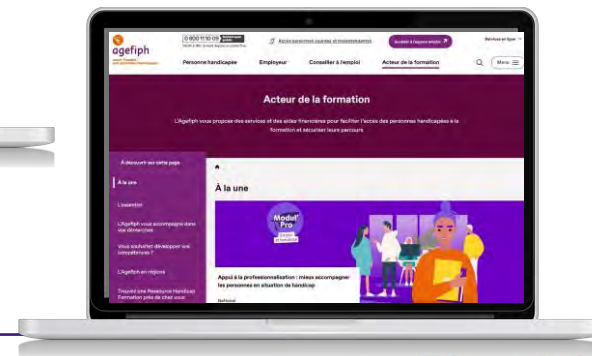 agefiph
0 800 11 10 09
Accès personnes sourdes et malentendantes
Accéder à l'espace emploi
Services en ligne
Personne handicapée
Employeur
Conseiller à l'emploi
Acteur de la formation
Menu
Acteur de la formation
L'Agefiph vous propose des services et des aides financières pour faciliter l'accès des personnes handicapées à la
formation et sécuriser leurs parcours
À découvrir sur cette page
À la une
L'essentiel
L'Agefiph vous accompagne dans
vos démarches
Vous souhaitez développer vos
compétences ?
L'Agefiph en régions
Trouvez une Ressource Handicap
Formation près de chez vous
À la une
Modul'
Pro
Appui à la professionnalisation : mieux accompagner
les personnes en situation de handicap
National